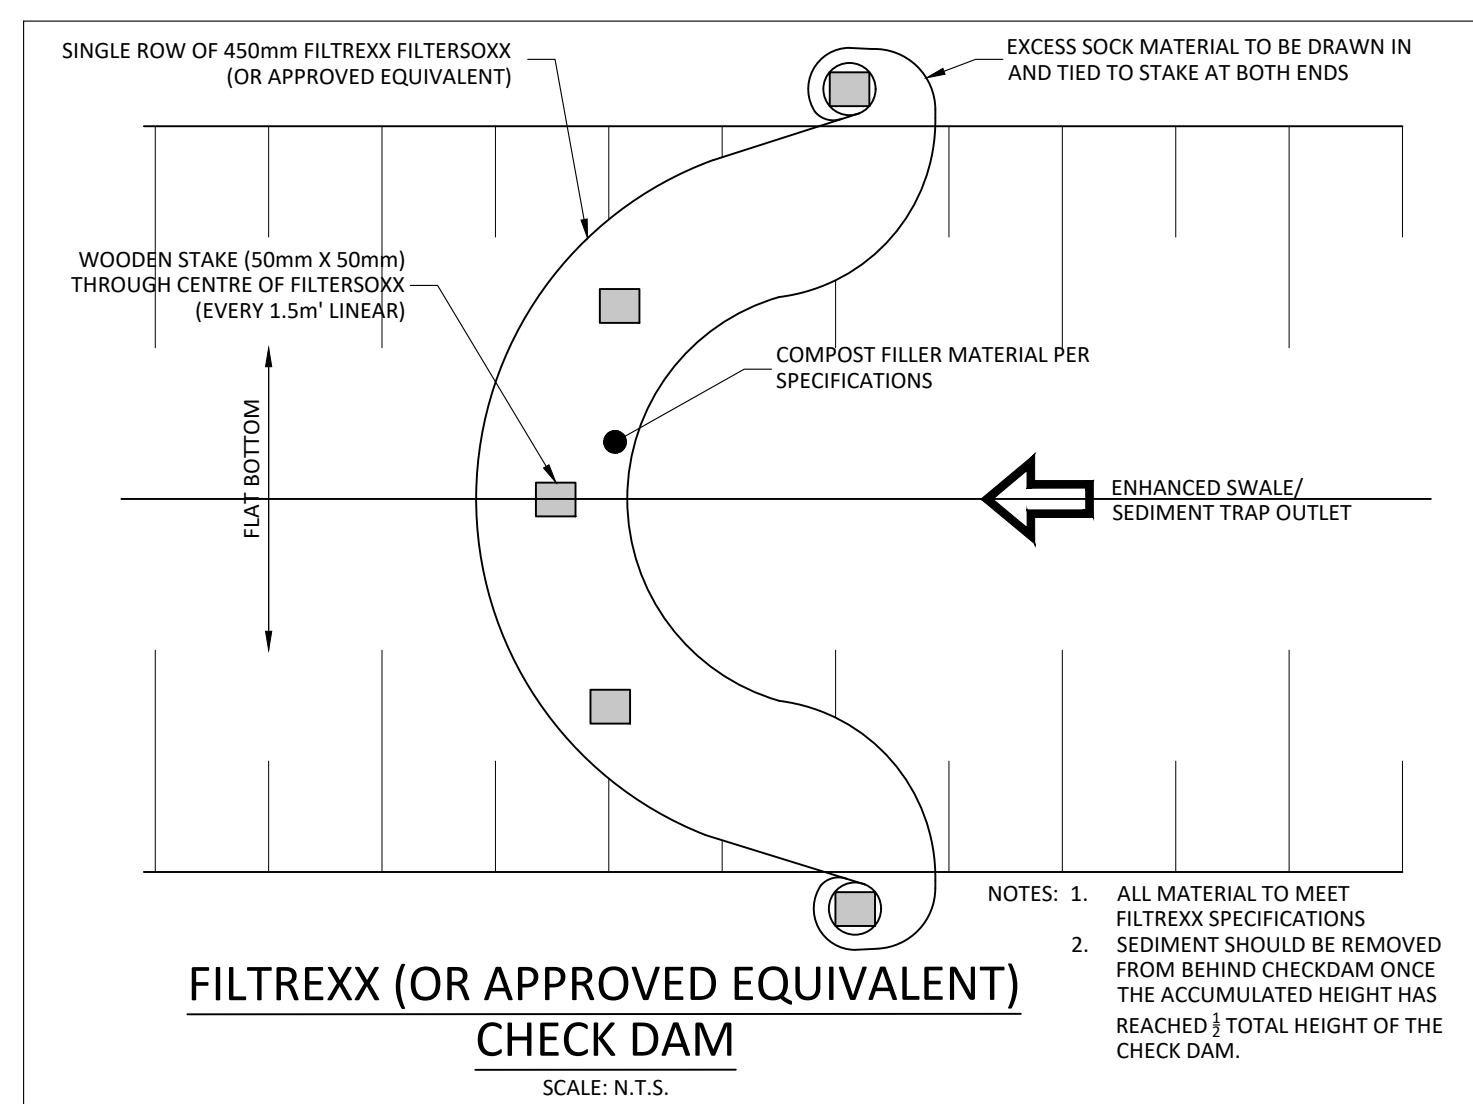 SINGLE ROW OF 450mm FILTREXX FILTERSOXX
(OR APPROVED EQUIVALENT)
EXCESS SOCK MATERIAL TO BE DRAWN IN
AND TIED TO STAKE AT BOTH ENDS
WOODEN STAKE (50mm X 50mm)
THROUGH CENTRE OF FILTERSOXX
(EVERY 1.5m' LINEAR)
COMPOST FILLER MATERIAL PER
SPECIFICATIONS
FLAT BOTTOM
ENHANCED SWALE/
SEDIMENT TRAP OUTLET
NOTES: 1. ALL MATERIAL TO MEET
FILTREXX SPECIFICATIONS
2. SEDIMENT SHOULD BE REMOVED
FROM BEHIND CHECKDAM ONCE
THE ACCUMULATED HEIGHT HAS
REACHED 1/2 TOTAL HEIGHT OF THE
CHECK DAM.
FILTREXX (OR APPROVED EQUIVALENT)
CHECK DAM
SCALE: N.T.S.